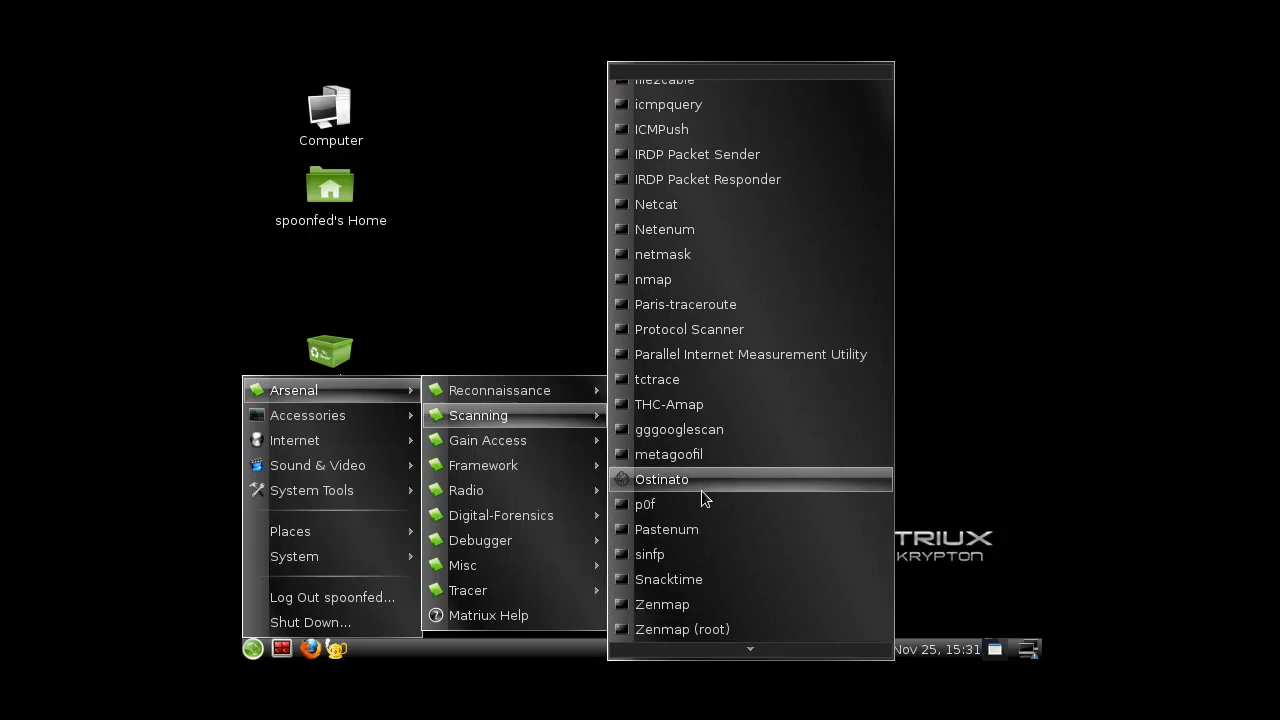 Computer
spoonfed's Home
Arsenal
Accessories
Internet
Sound & Video
System Tools
Places
System
Log Out spoonfed...
Shut Down...
Reconnaissance
Scanning
Gain Access
Framework
Radio
Digital-Forensics
Debugger
Misc
Tracer
Matriux Help
file2cable
icmpquery
ICMPush
IRDP Packet Sender
IRDP Packet Responder
Netcat
Netenum
netmask
nmap
Paris-traceroute
Protocol Scanner
Parallel Internet Measurement Utility
tctrace
THC-Amap
gggooglescan
metagoofil
Ostinato
p0f
Pastenum
sinfp
Snacktime
Zenmap
Zenmap (root)
TRIUX
KRYPTON
Nov 25, 15:31